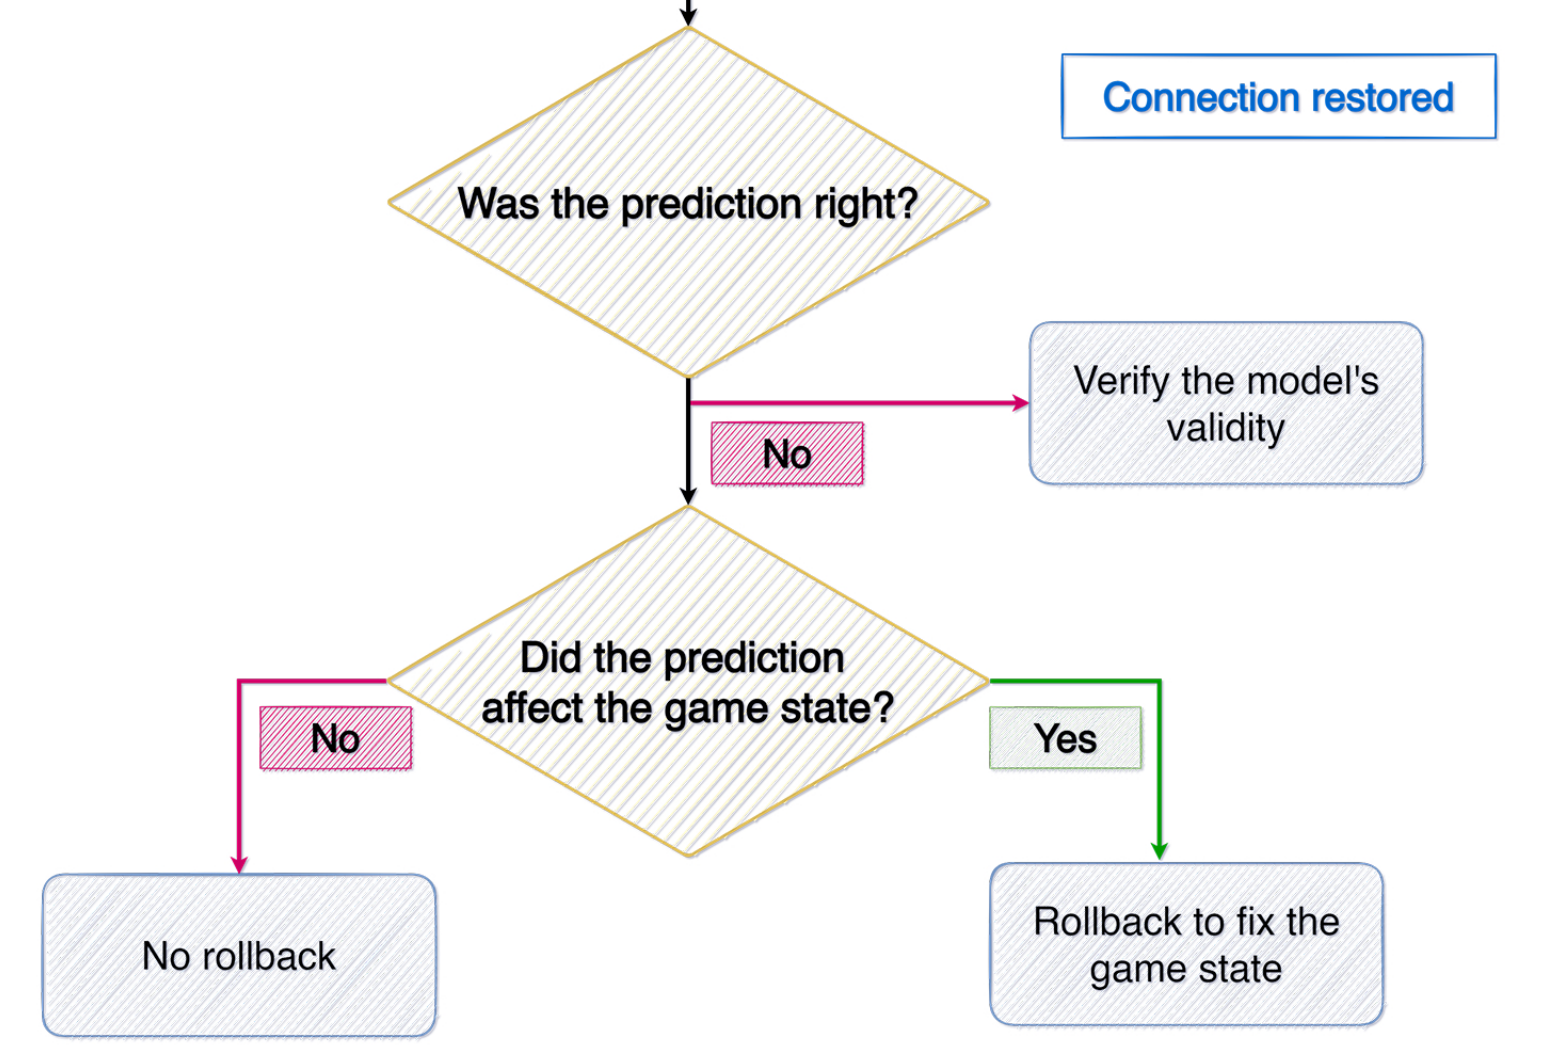 Connection restored
Was the prediction right?
Verify the model's
validity
No
Did the prediction
affect the game state?
No
Yes
No rollback
Rollback to fix the
game state